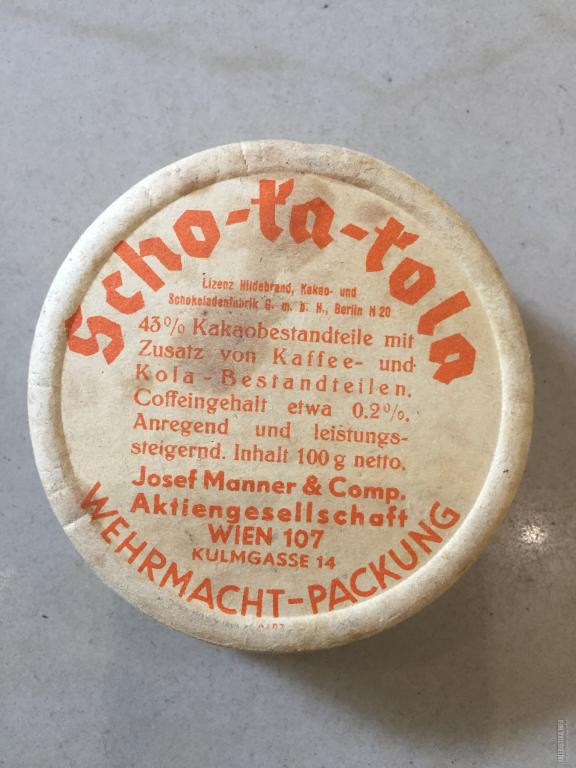 Scho-ka-kola
Lizenz Hildebrand, Kakao- und
Schokoladenfabrik G. m. b. H., Berlin N 20
43% Kakaobestandteile mit
Zusatz von Kaffee- und
Kola-Bestandteilen.
Coffeingehalt etwa 0.2%.
Anregend und leistungs-
steigernd. Inhalt 100 g netto.
Josef Manner & Comp.
Aktiengesellschaft
WIEN 107
KULMGASSE 14
WEHRMACHT-PACKUNG